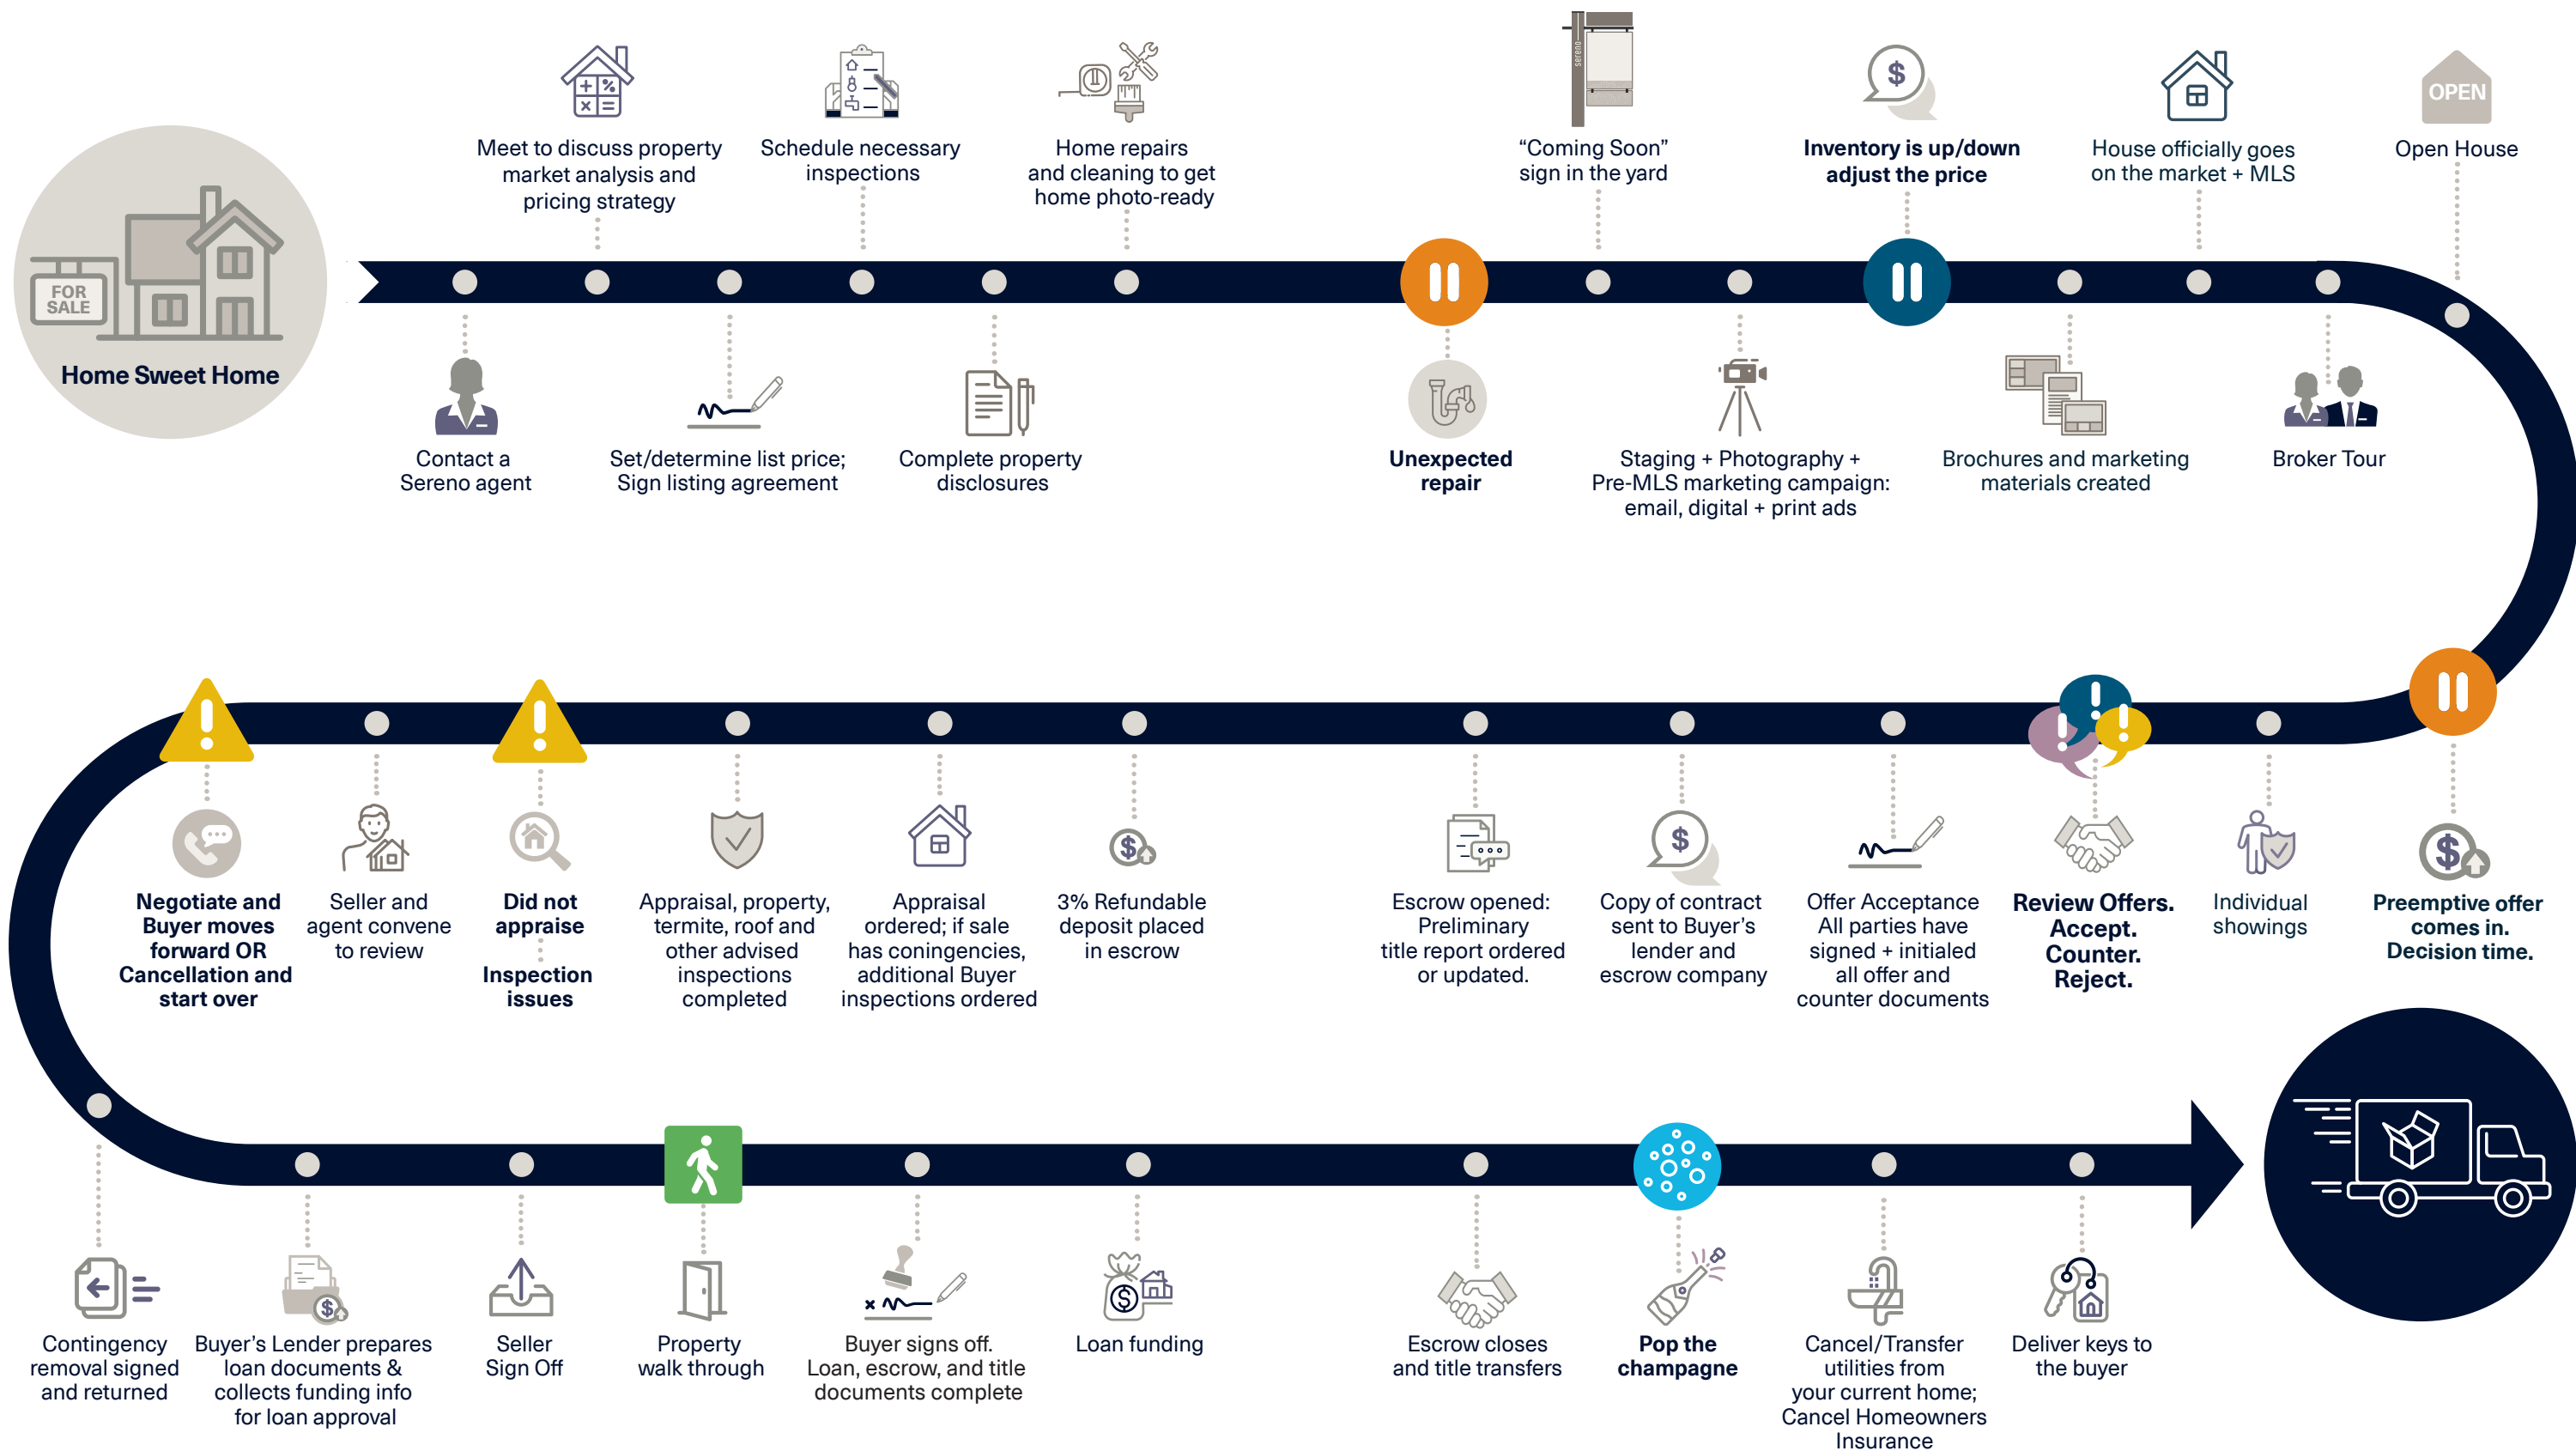 FOR
SALE
Home Sweet Home
Contact a
Sereno agent
Meet to discuss property
market analysis and
pricing strategy
Set/determine list price;
Sign listing agreement
Schedule necessary
inspections
Complete property
disclosures
Home repairs
and cleaning to get
home photo-ready
Unexpected
repair
sereno
“Coming Soon”
sign in the yard
Staging + Photography +
Pre-MLS marketing campaign:
email, digital + print ads
$
Inventory is up/down
adjust the price
Brochures and marketing
materials created
House officially goes
on the market + MLS
Broker Tour
OPEN
Open House
$
Preemptive offer
comes in.
Decision time.
Individual
showings
Review Offers.
Accept.
Counter.
Reject.
Offer Acceptance
All parties have
signed + initialed
all offer and
counter documents
$
Copy of contract
sent to Buyer’s
lender and
escrow company
Escrow opened:
Preliminary
title report ordered
or updated.
$
3% Refundable
deposit placed
in escrow
Appraisal
ordered; if sale
has coningencies,
additional Buyer
inspections ordered
Appraisal, property,
termite, roof and
other advised
inspections
completed
Did not
appraise
Inspection
issues
Seller and
agent convene
to review
Negotiate and
Buyer moves
forward OR
Cancellation and
start over
Contingency
removal signed
and returned
$
Buyer’s Lender prepares
loan documents &
collects funding info
for loan approval
Seller
Sign Off
Property
walk through
x
Buyer signs off.
Loan, escrow, and title
documents complete
$
Loan funding
Escrow closes
and title transfers
Pop the
champagne
Cancel/Transfer
utilities from
your current home;
Cancel Homeowners
Insurance
Deliver keys to
the buyer